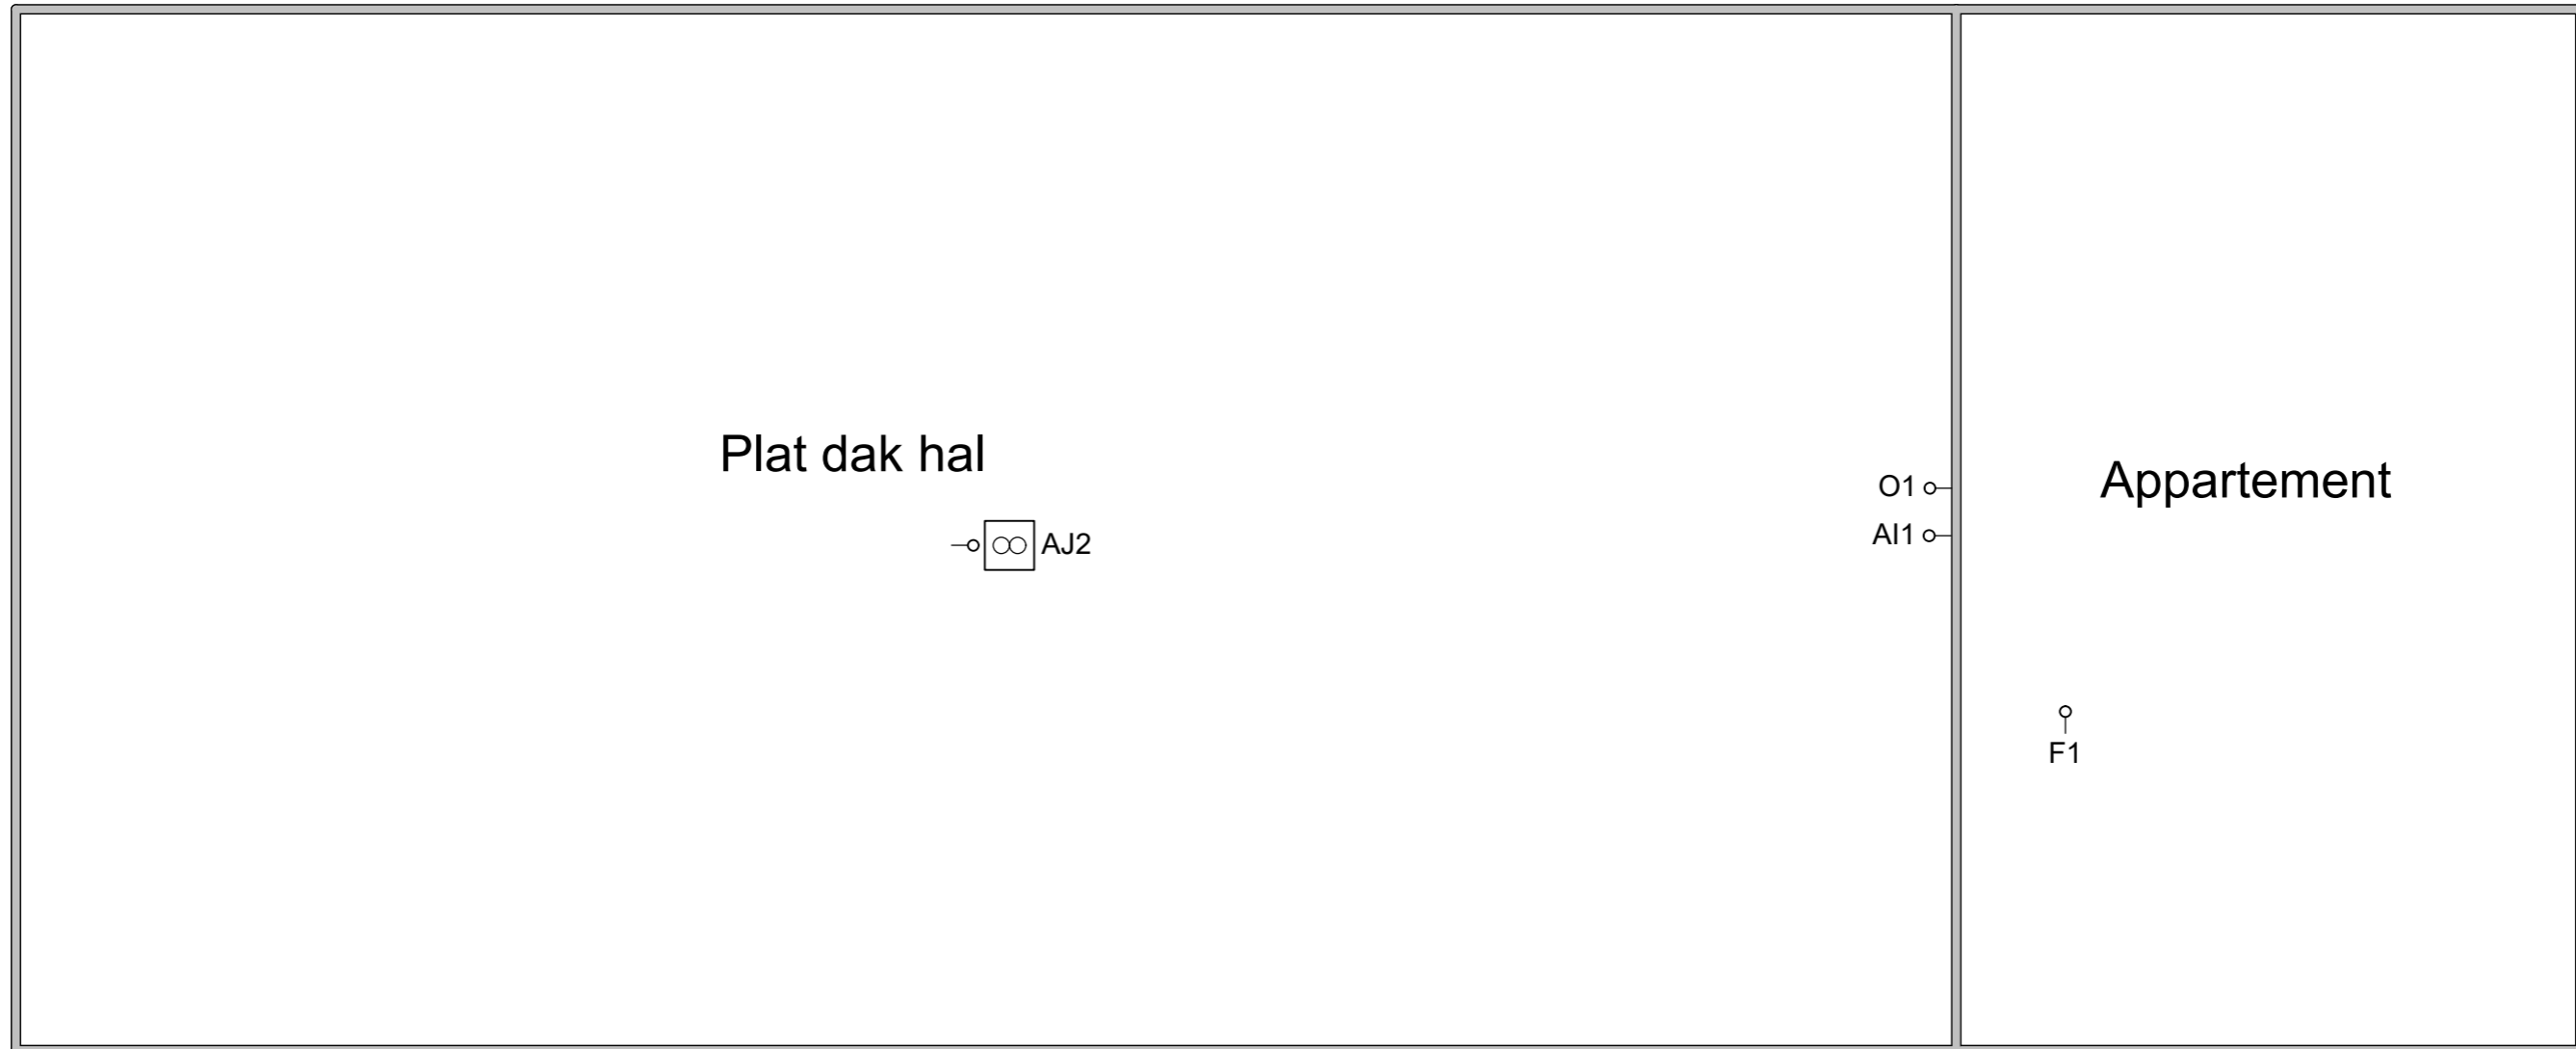 Plat dak hal
Appartement
O1
AI1
AJ2
F1